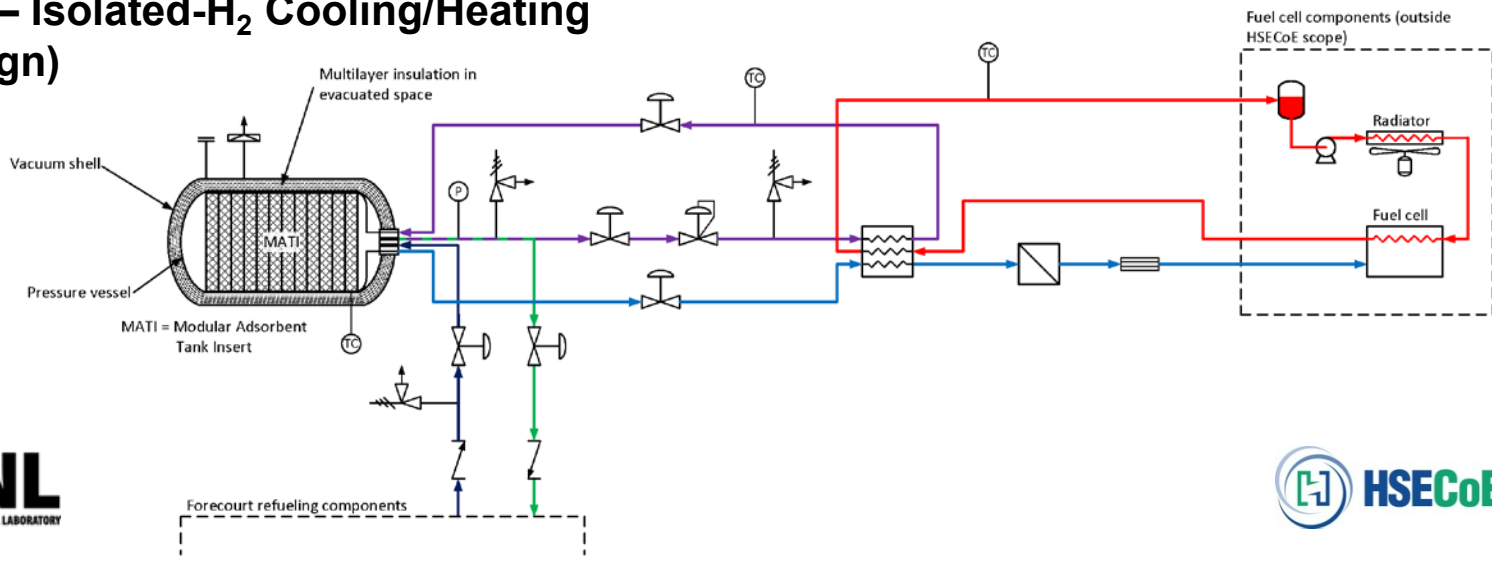 – Isolated-H₂ Cooling/Heating
gn)
Fuel cell components (outside
HSECoE scope)
TC
TC
Multilayer insulation in
evacuated space
Radiator
Vacuum shell
P
Fuel cell
MATI
Pressure vessel
MATI = Modular Adsorbent
Tank Insert
TC
NL
LABORATORY
Forecourt refueling components
H
HSECoE